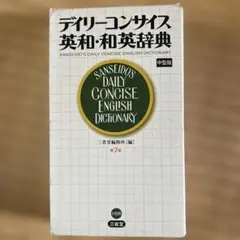 デイリーコンサイス
英和・和英辞典
SANSEIDO'S DAILY CONCISE ENGLISH DICTIONARY
中型版
SANSEIDO'S
DAILY
CONCISE
ENGLISH
DICTIONARY
三省堂編修所[編]
第7版
三省堂